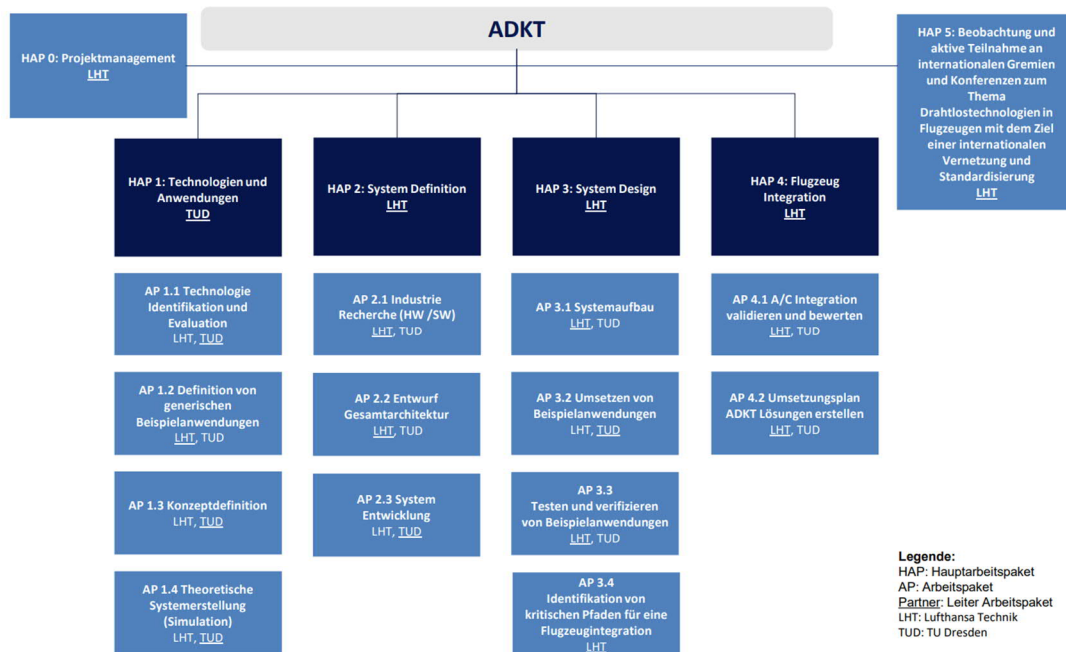 ADKT
HAP 0: Projektmanagement
LHT
HAP 5: Beobachtung und
aktive Teilnahme an
internationalen Gremien
und Konferenzen zum
Thema
Drahtlostechnologien in
Flugzeugen mit dem Ziel
einer internationalen
Vernetzung und
Standardisierung
LHT
HAP 1: Technologien und
Anwendungen
TUD
HAP 2: System Definition
LHT
HAP 3: System Design
LHT
HAP 4: Flugzeug
Integration
LHT
AP 1.1 Technologie
Identifikation und
Evaluation
LHT, TUD
AP 2.1 Industrie
Recherche (HW /SW)
LHT, TUD
AP 3.1 Systemaufbau
LHT, TUD
AP 4.1 A/C Integration
validieren und bewerten
LHT, TUD
AP 1.2 Definition von
generischen
Beispielanwendungen
LHT, TUD
AP 2.2 Entwurf
Gesamtarchitektur
LHT, TUD
AP 3.2 Umsetzen von
Beispielanwendungen
LHT, TUD
AP 4.2 Umsetzungsplan
ADKT Lösungen erstellen
LHT, TUD
AP 1.3 Konzeptdefinition
LHT, TUD
AP 2.3 System
Entwicklung
LHT, TUD
AP 3.3
Testen und verifizieren
von Beispielanwendungen
LHT, TUD
AP 1.4 Theoretische
Systemerstellung
(Simulation)
LHT, TUD
AP 3.4
Identifikation von
kritischen Pfaden für eine
Flugzeugintegration
LHT
Legende:
HAP: Hauptarbeitspaket
AP: Arbeitspaket
Partner: Leiter Arbeitspaket
LHT: Lufthansa Technik
TUD: TU Dresden